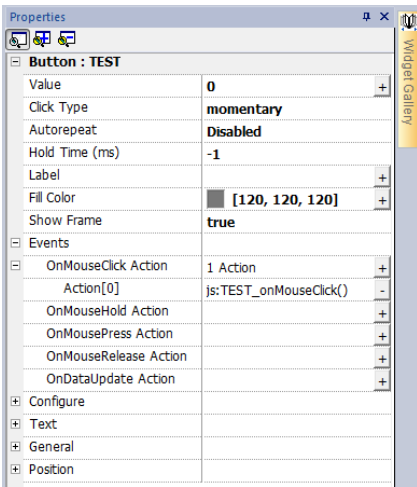 Properties
Widget Gallery
Button : TEST
Value 0 +
Click Type momentary
Autorepeat Disabled
Hold Time (ms) -1
Label +
Fill Color [120, 120, 120] +
Show Frame true
Events
OnMouseClick Action 1 Action +
Action[0] js:TEST_onMouseClick() -
OnMouseHold Action +
OnMousePress Action +
OnMouseRelease Action +
OnDataUpdate Action +
Configure
Text
General
Position